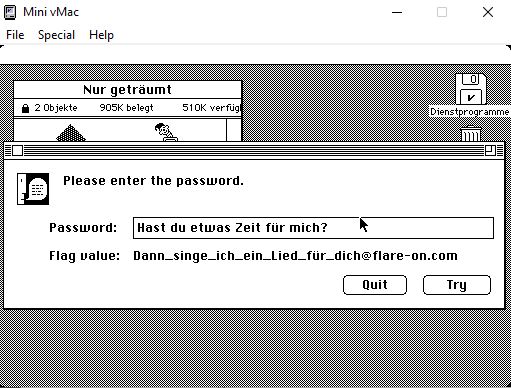 Mini vMac
File Special Help
Nur geträumt
2 Objekte 905K belegt 510K verfüg
0
Dienstprogramme
Please enter the password.
Password: Hast du etwas Zeit für mich?
Flag value: Dann_singe_ich_ein_Lied_für_dich@flare-on.com
Quit Try